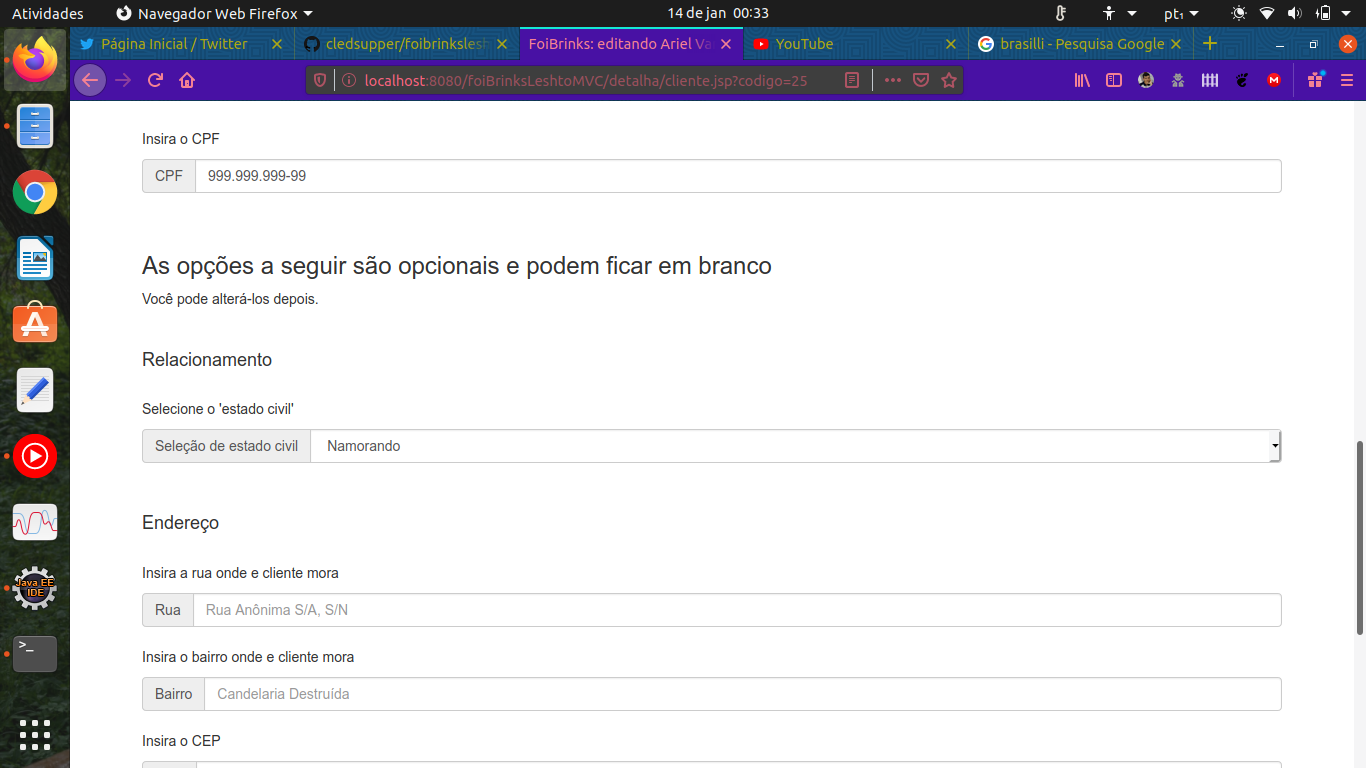 Atividades Navegador Web Firefox 14 de jan 00:33 pt₁
Página Inicial / Twitter cledsupper/foibrinkslesh FoiBrinks: editando Ariel Va YouTube brasilli - Pesquisa Google
localhost:8080/foiBrinksLeshtoMVC/detalha/cliente.jsp?codigo=25
Insira o CPF
CPF 999.999.999-99
As opções a seguir são opcionais e podem ficar em branco
Você pode alterá-los depois.
Relacionamento
Selecione o 'estado civil'
Seleção de estado civil Namorando
Endereço
Insira a rua onde e cliente mora
Java EE
IDE
Rua Rua Anônima S/A, S/N
Insira o bairro onde e cliente mora
Bairro Candelaria Destruída
Insira o CEP